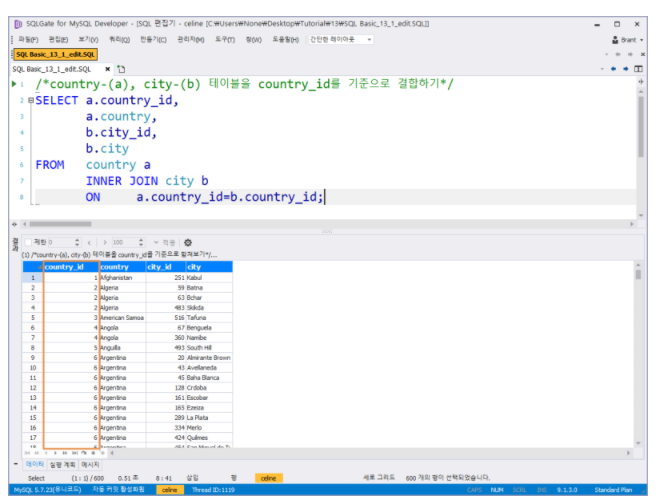 SQLGate for MySQL Developer - [SQL 편집기 - celine [C:₩Users₩None₩Desktop₩Tutorial₩13₩SQL Basic_13_1_edit.SQL]]
파일(F) 편집(E) 보기(V) 쿼리(Q) 만들기(C) 관리자(M) 도구(T) 창(W) 도움말(H) 간단한 레이아웃 Brant
SQL Basic_13_1_edit.SQL
SQL Basic_13_1_edit.SQL
1 /*country-(a), city-(b) 테이블을 country_id를 기준으로 결합하기*/
2 SELECT a.country_id,
3 a.country,
4 b.city_id,
5 b.city
6 FROM country a
7 INNER JOIN city b
8 ON a.country_id=b.country_id;
결과
제한 0 100 적용
(1) /*country-(a), city-(b) 테이블을 country_id를 기준으로 합쳐보기*/...
country_id country city_id city
1 1 Afghanistan 251 Kabul
2 2 Algeria 59 Batna
3 2 Algeria 63 Bchar
4 2 Algeria 483 Skikda
5 3 American Samoa 516 Tafuna
6 4 Angola 67 Benguela
7 4 Angola 360 Namibe
8 5 Anguilla 493 South Hill
9 6 Argentina 20 Almirante Brown
10 6 Argentina 43 Avellaneda
11 6 Argentina 45 Baha Blanca
12 6 Argentina 128 Crdoba
13 6 Argentina 161 Escobar
14 6 Argentina 165 Ezeiza
15 6 Argentina 289 La Plata
16 6 Argentina 334 Merlo
17 6 Argentina 424 Quilmes
데이터 실행 계획 메시지
Select (1: 1) / 600 0.51 초 8: 41 삽입 행 celine 세로 그리드 600 개의 행이 선택되었습니다.
MySQL 5.7.23(유니코드) 자동 커밋 활성화됨 celine Thread ID:1119 CAPS NUM SCRL INS 9.1.3.0 Standard Plan